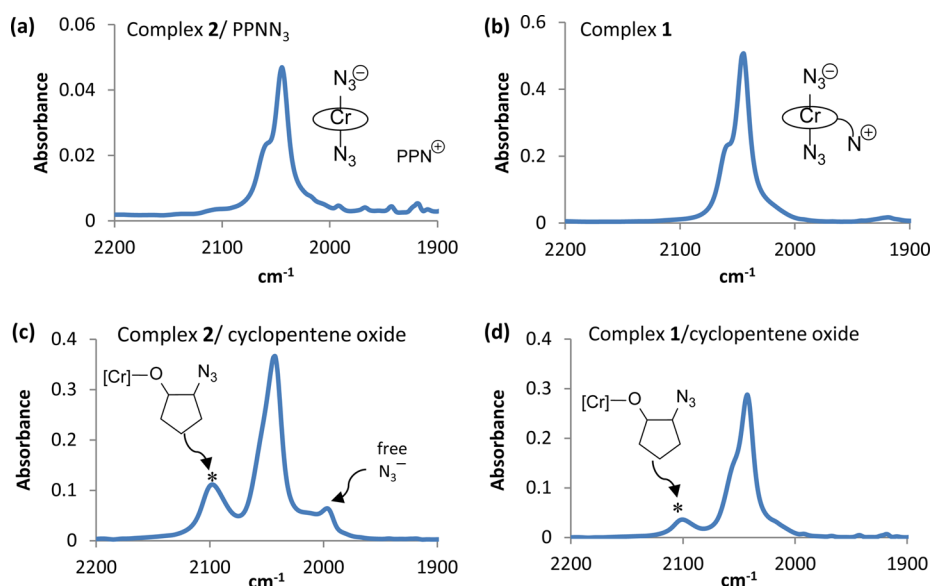 (a)
Complex 2/ PPNN₃
0.06
0.04
0.02
0
Absorbance
2200
2100
2000
1900
cm⁻¹
N₃⊖
Cr
N₃
PPN⊕
(b)
Complex 1
0.6
0.4
0.2
0
Absorbance
2200
2100
2000
1900
cm⁻¹
N₃⊖
Cr
N₃
N⊕
(c)
Complex 2/ cyclopentene oxide
0.4
0.3
0.2
0.1
0
Absorbance
2200
2100
2000
1900
cm⁻¹
[Cr]—O
N₃
*
free
N₃⁻
(d)
Complex 1/cyclopentene oxide
0.4
0.3
0.2
0.1
0
Absorbance
2200
2100
2000
1900
cm⁻¹
[Cr]—O
N₃
*